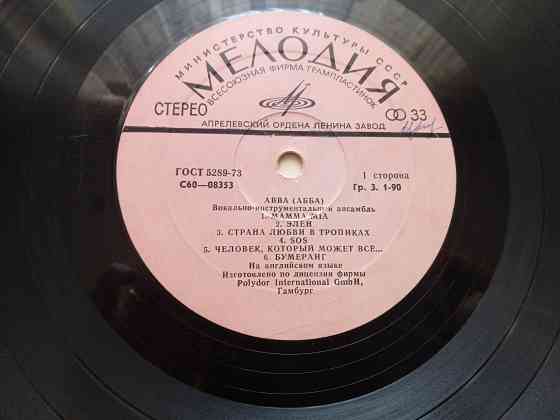 МИНИСТЕРСТВО КУЛЬТУРЫ СССР
МЕЛОДИЯ
ВСЕСОЮЗНАЯ ФИРМА ГРАМПЛАСТИНОК
СТЕРЕО
33
АПРЕЛЕВСКИЙ ОРДЕНА ЛЕНИНА ЗАВОД
ГОСТ 5289-73
1 сторона
С60—08353
Гр. 3. 1-90
ABBA (АББА)
Вокально-инструментальный ансамбль
1. MAMMA MIA
2. ЭЛЕН
3. СТРАНА ЛЮБВИ В ТРОПИКАХ
4. SOS
5. ЧЕЛОВЕК, КОТОРЫЙ МОЖЕТ ВСЕ...
6. БУМЕРАНГ
На английском языке
Изготовлено по лицензии фирмы
Polydor International GmbH,
Гамбург